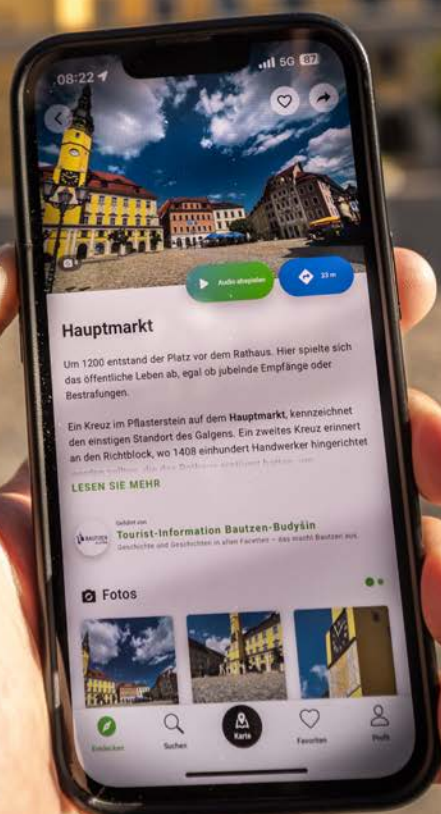 08:22
5G 87
Audio abspielen
33 m
Hauptmarkt
Um 1200 entstand der Platz vor dem Rathaus. Hier spielte sich
das öffentliche Leben ab, egal ob jubelnde Empfänge oder
Bestrafungen.
Ein Kreuz im Pflasterstein auf dem Hauptmarkt, kennzeichnet
den einstigen Standort des Galgens. Ein zweites Kreuz erinnert
an den Richtblock, wo 1408 einhundert Handwerker hingerichtet
LESEN SIE MEHR
BAUTZEN
Geführt von
Tourist-Information Bautzen-Budyšin
Geschichte und Geschichten in allen Facetten – das macht Bautzen aus.
Fotos
Entdecken
Suchen
Karte
Favoriten
Profil